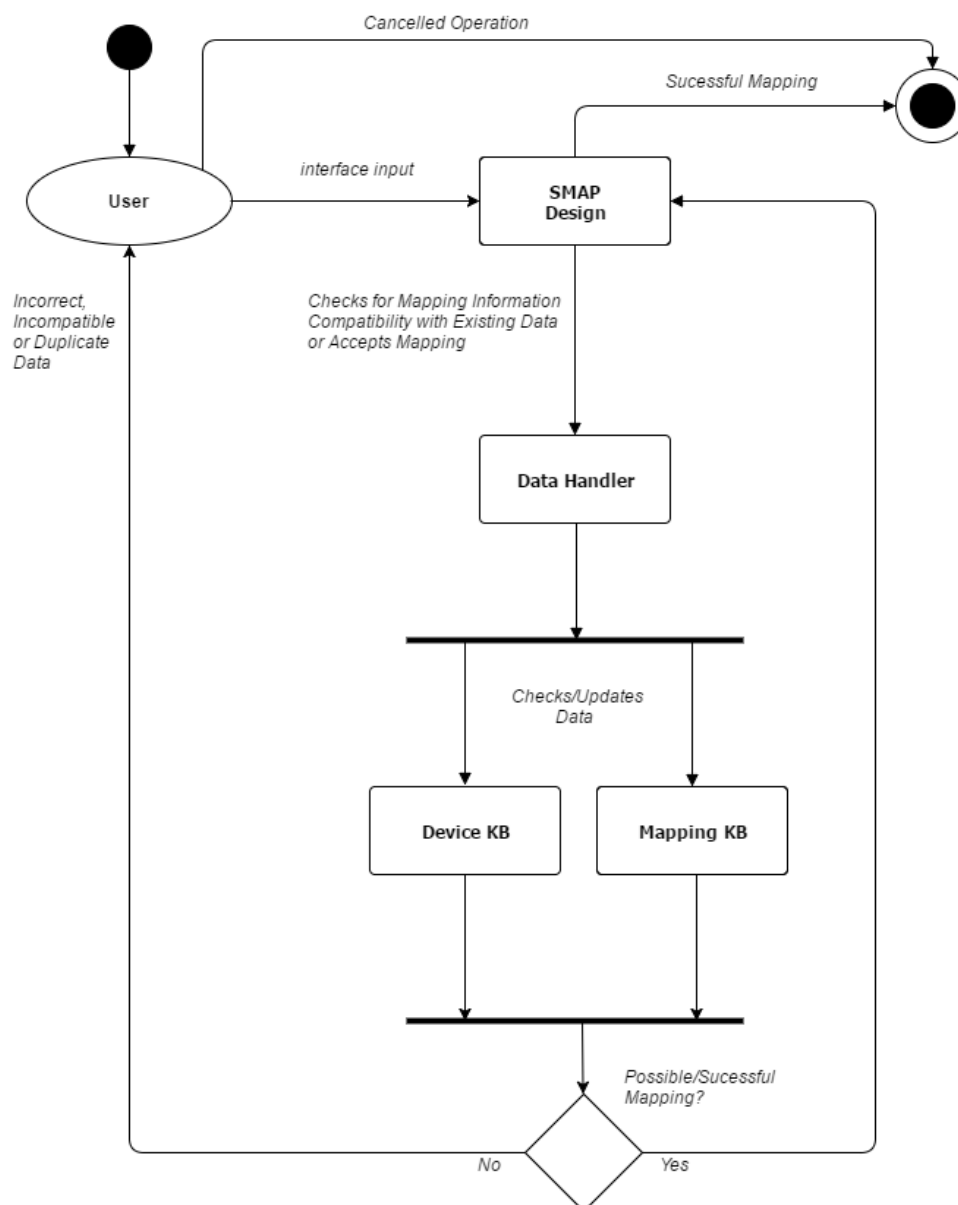 Cancelled Operation
Sucessful Mapping
interface input
User
SMAP
Design
Incorrect,
Incompatible
or Duplicate
Data
Checks for Mapping Information
Compatibility with Existing Data
or Accepts Mapping
Data Handler
Checks/Updates
Data
Device KB
Mapping KB
Possible/Sucessful
Mapping?
No
Yes